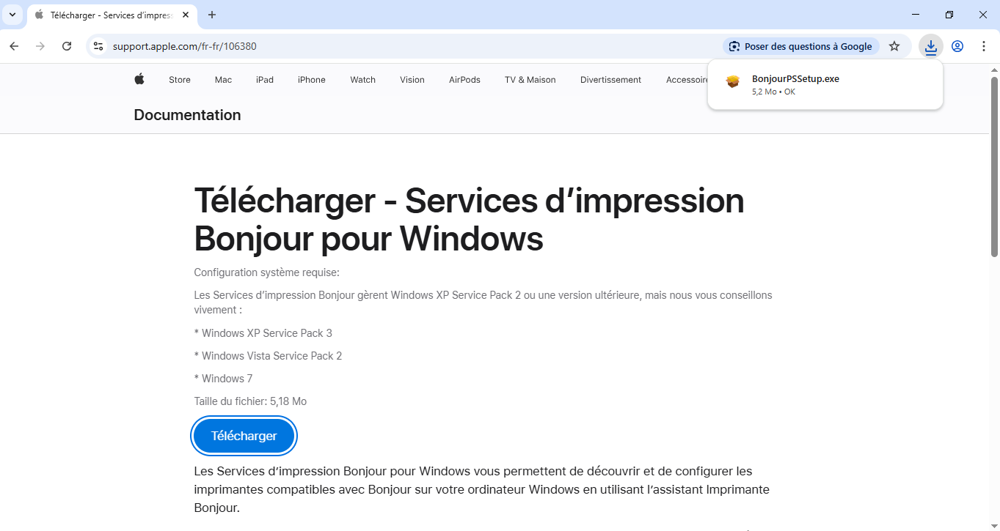 Télécharger - Services d’impress
support.apple.com/fr-fr/106380
Poser des questions à Google
Store
Mac
iPad
iPhone
Watch
Vision
AirPods
TV & Maison
Divertissement
Accessoire
BonjourPSSetup.exe
5,2 Mo • OK
Documentation
Télécharger - Services d’impression
Bonjour pour Windows
Configuration système requise:
Les Services d’impression Bonjour gèrent Windows XP Service Pack 2 ou une version ultérieure, mais nous vous conseillons
vivement :
* Windows XP Service Pack 3
* Windows Vista Service Pack 2
* Windows 7
Taille du fichier: 5,18 Mo
Télécharger
Les Services d’impression Bonjour pour Windows vous permettent de découvrir et de configurer les
imprimantes compatibles avec Bonjour sur votre ordinateur Windows en utilisant l’assistant Imprimante
Bonjour.